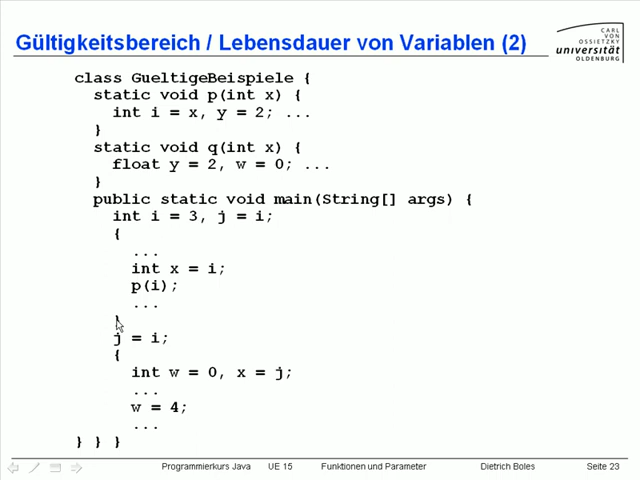 Gültigkeitsbereich / Lebensdauer von Variablen (2)
CARL
VON
OSSIETZKY
universität
OLDENBURG
class GueltigeBeispiele {
static void p(int x) {
int i = x, y = 2; ...
}
static void q(int x) {
float y = 2, w = 0; ...
}
public static void main(String[] args) {
int i = 3, j = i;
{
...
int x = i;
p(i);
...
}
j = i;
{
int w = 0, x = j;
...
w = 4;
...
} } }
Programmierkurs Java UE 15 Funktionen und Parameter Dietrich Boles Seite 23